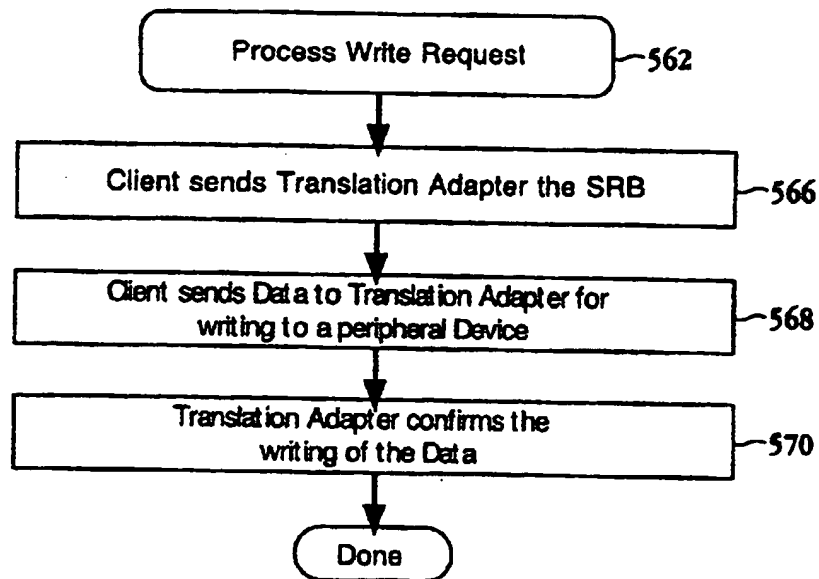 Process Write Request
562
Client sends Translation Adapter the SRB
566
Client sends Data to Translation Adapter for
writing to a peripheral Device
568
Translation Adapter confirms the
writing of the Data
570
Done